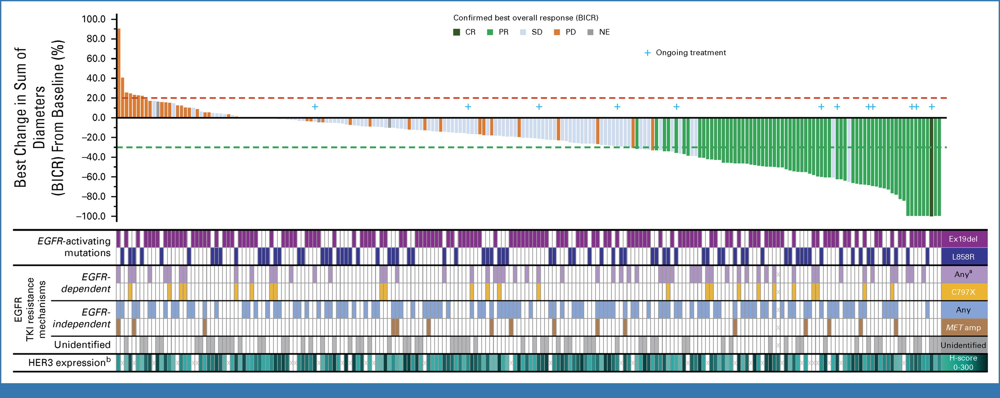 Confirmed best overall response (BICR)
CR PR SD PD NE
+ Ongoing treatment
Best Change in Sum of
Diameters
(BICR) From Baseline (%)
100.0
80.0
60.0
40.0
20.0
0.0
–20.0
–40.0
–60.0
–80.0
–100.0
EGFR-activating
mutations
Ex19del
L858R
EGFR
TKI resistance
mechanisms
EGFR-
dependent
Anyᵃ
C797X
EGFR-
independent
Any
MET amp
Unidentified
Unidentified
HER3 expressionᵇ
H-score
0-300